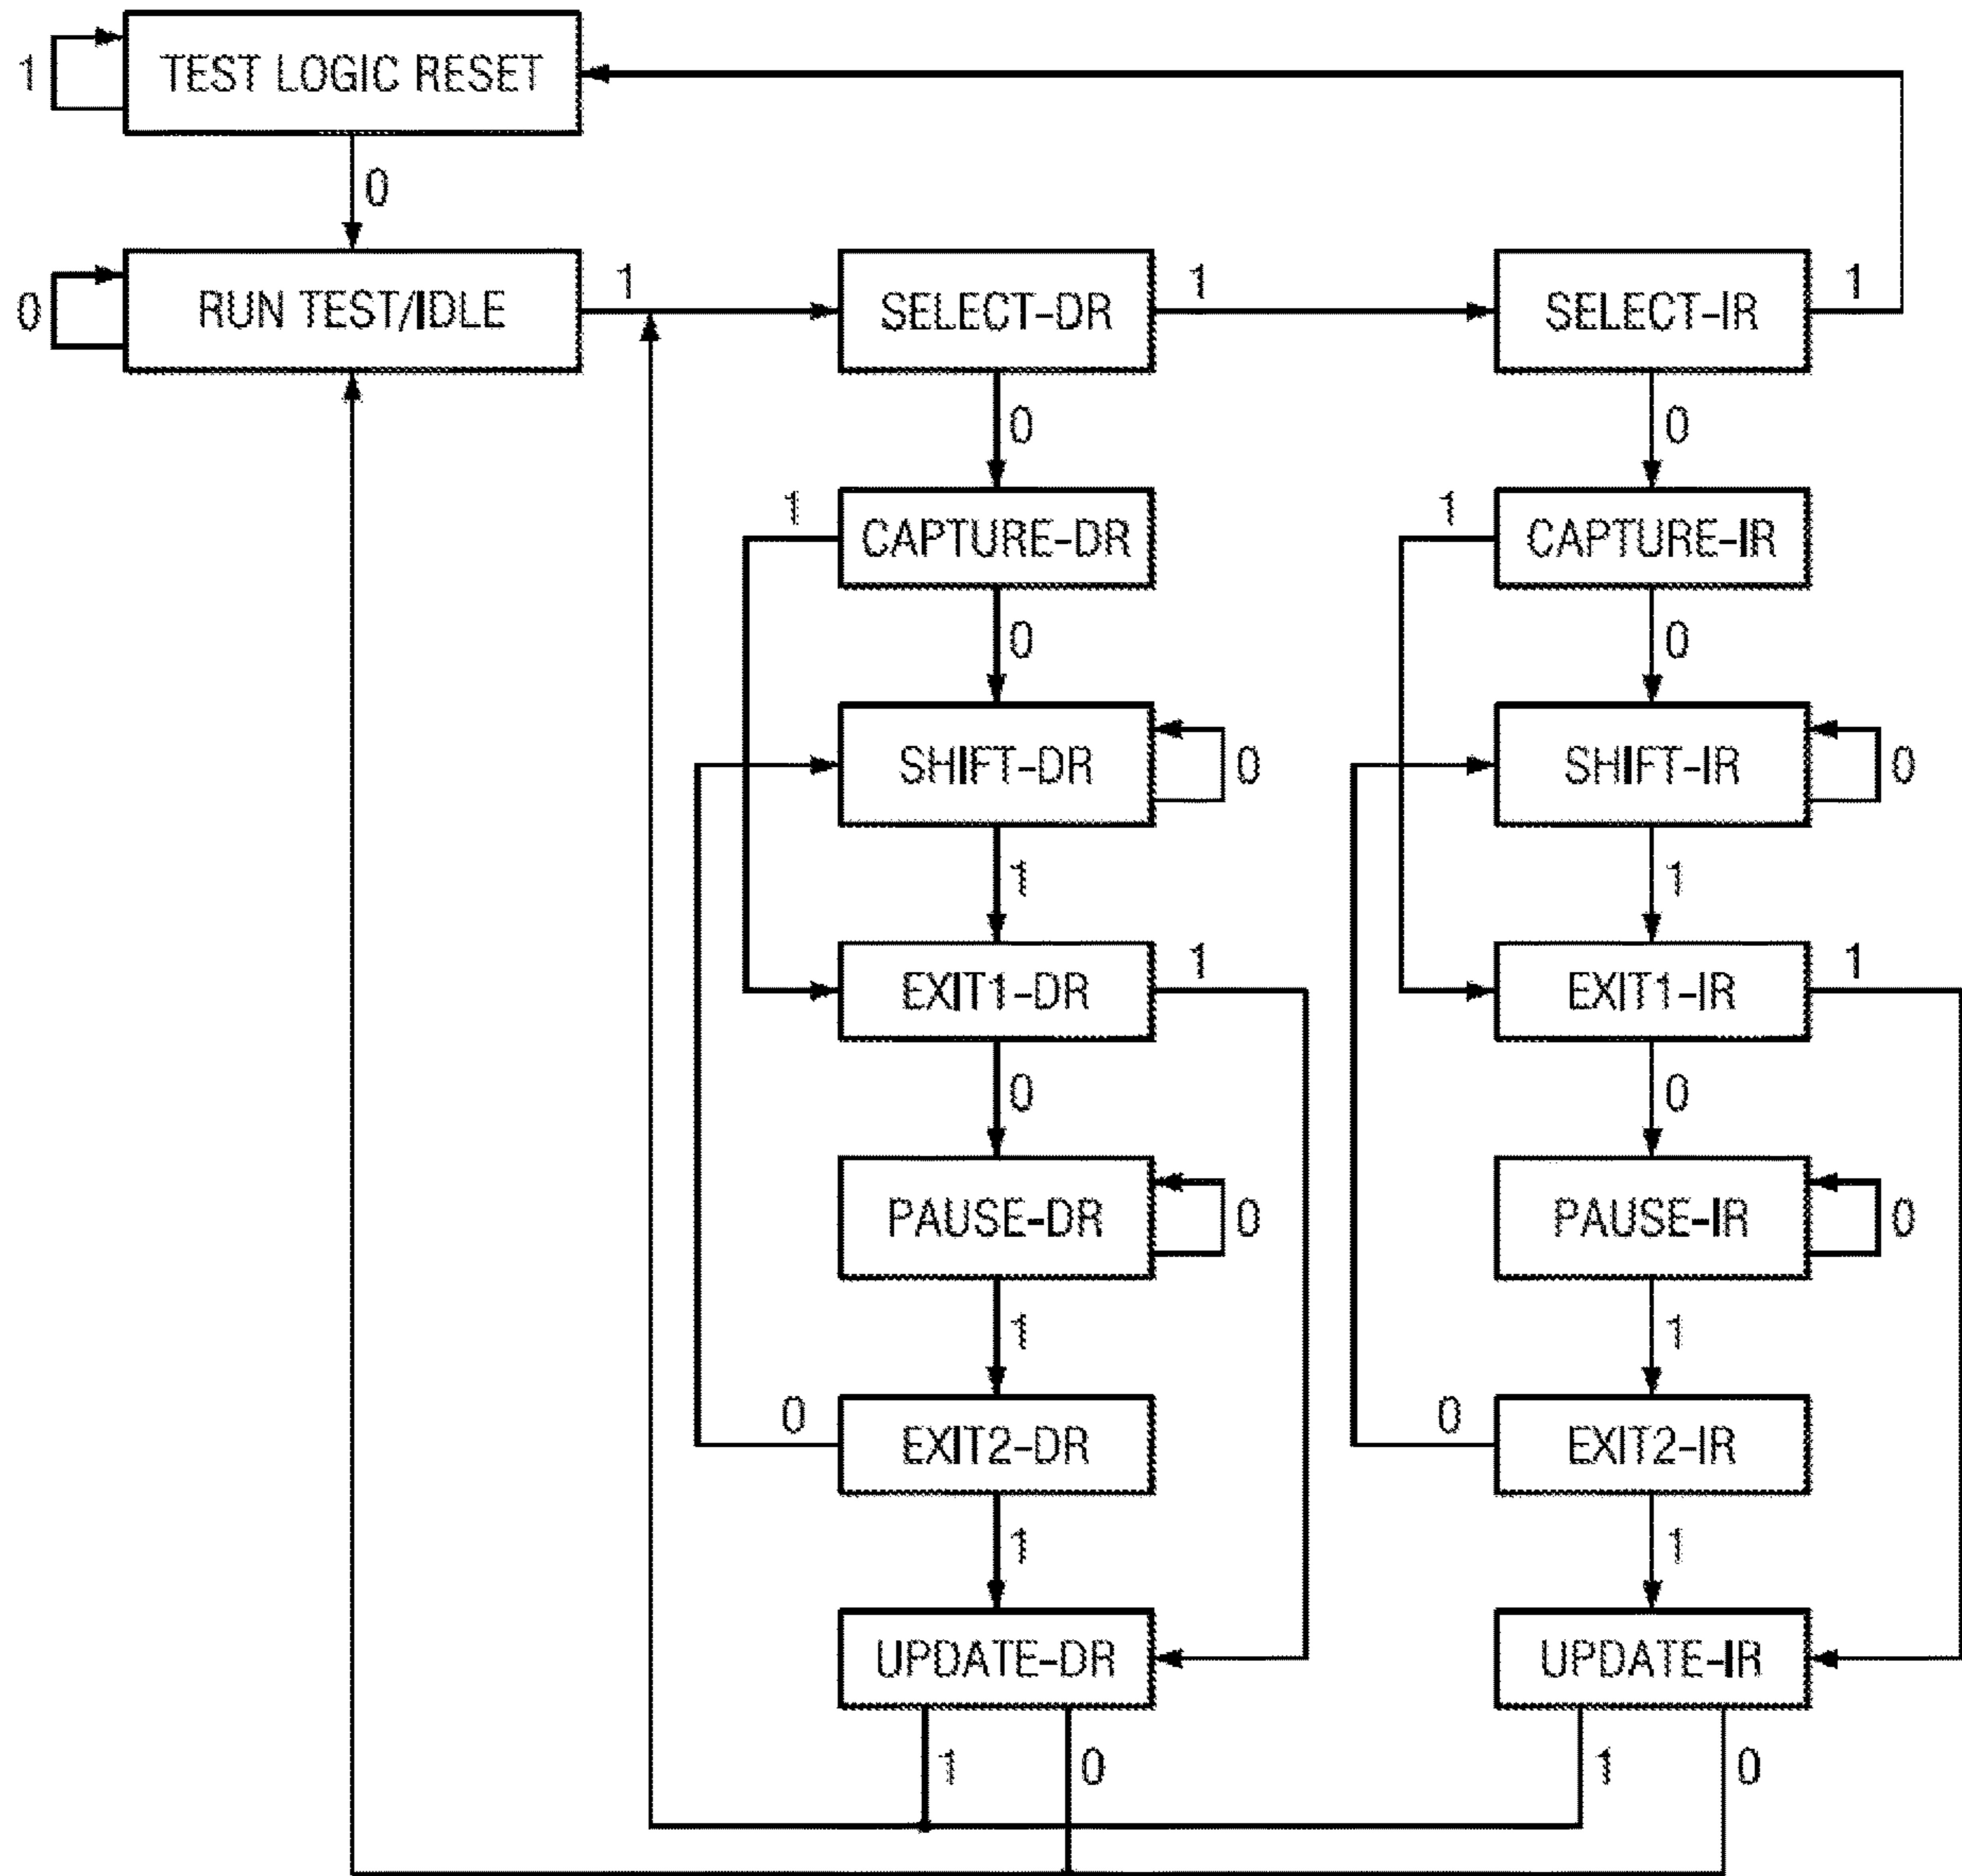 TEST LOGIC RESET
1
0
RUN TEST/IDLE
0
1
SELECT-DR
1
SELECT-IR
1
0
0
1
CAPTURE-DR
1
CAPTURE-IR
0
0
SHIFT-DR
0
SHIFT-IR
0
1
1
EXIT1-DR
1
EXIT1-IR
1
0
0
PAUSE-DR
0
PAUSE-IR
0
1
1
0
EXIT2-DR
0
EXIT2-IR
1
1
UPDATE-DR
UPDATE-IR
1
0
1
0